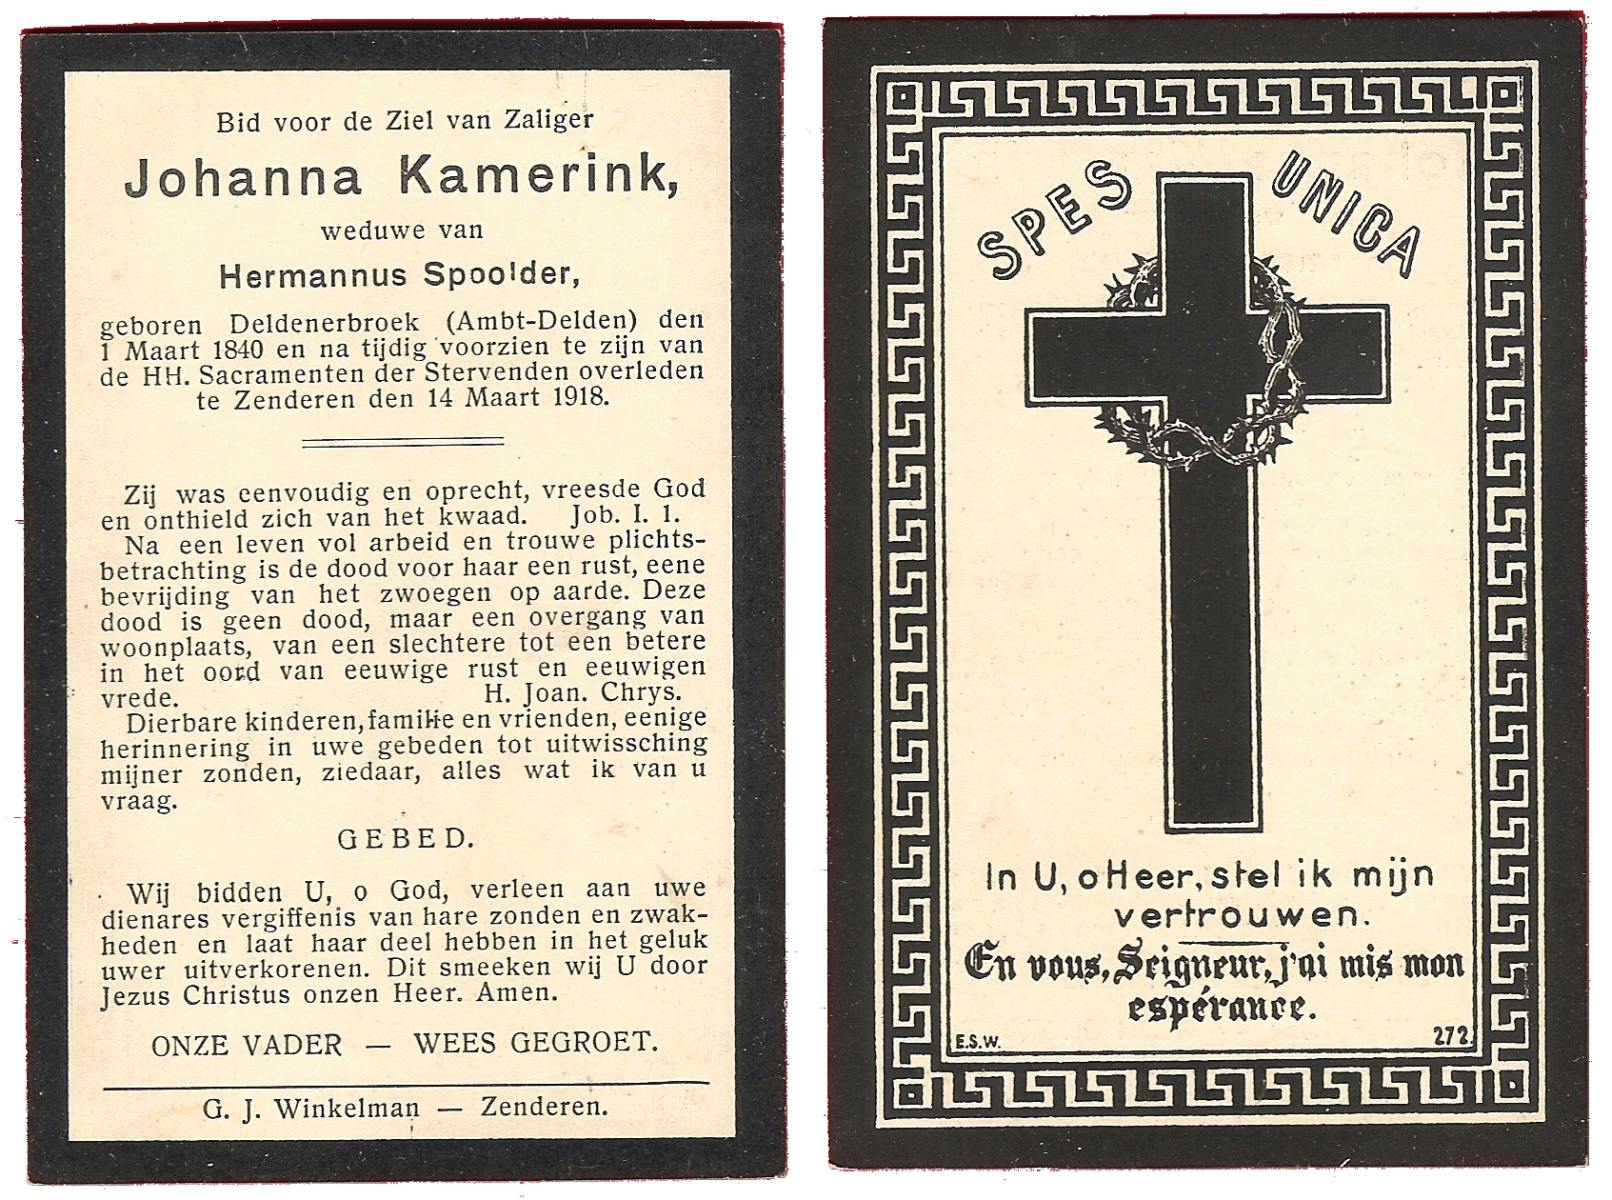 Bid voor de Ziel van Zaliger
Johanna Kamerink,
weduwe van
Hermannus Spoolder,
geboren Deldenerbroek (Ambt-Delden) den
1 Maart 1840 en na tijdig voorzien te zijn van
de HH. Sacramenten der Stervenden overleden
te Zenderen den 14 Maart 1918.
Zij was eenvoudig en oprecht, vreesde God
en onthield zich van het kwaad. Job. I. 1.
Na een leven vol arbeid en trouwe plichts-
betrachting is de dood voor haar een rust, eene
bevrijding van het zwoegen op aarde. Deze
dood is geen dood, maar een overgang van
woonplaats, van een slechtere tot een betere
in het oord van eeuwige rust en eeuwigen
vrede. H. Joan. Chrys.
Dierbare kinderen, familie en vrienden, eenige
herinnering in uwe gebeden tot uitwissching
mijner zonden, ziedaar, alles wat ik van u
vraag.
GEBED.
Wij bidden U, o God, verleen aan uwe
dienares vergiffenis van hare zonden en zwak-
heden en laat haar deel hebben in het geluk
uwer uitverkorenen. Dit smeeken wij U door
Jezus Christus onzen Heer. Amen.
ONZE VADER — WEES GEGROET.
G. J. Winkelman — Zenderen.
SPES UNICA
In U, o Heer, stel ik mijn
vertrouwen.
En vous, Seigneur, j'ai mis mon
espérance.
E.S.W. 272.